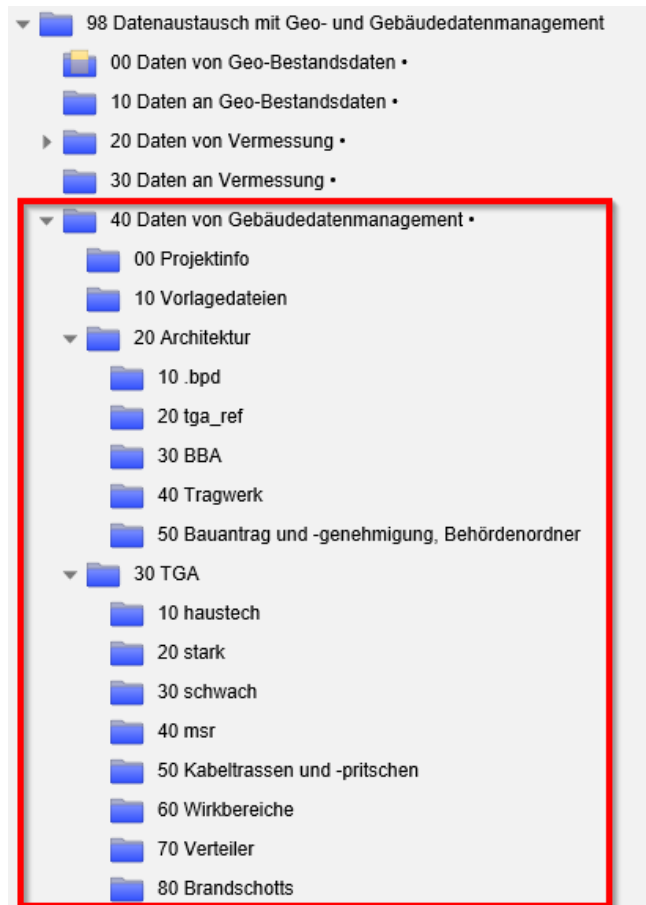 98 Datenaustausch mit Geo- und Gebäudedatenmanagement
00 Daten von Geo-Bestandsdaten •
10 Daten an Geo-Bestandsdaten •
20 Daten von Vermessung •
30 Daten an Vermessung •
40 Daten von Gebäudedatenmanagement •
00 Projektinfo
10 Vorlagedateien
20 Architektur
10 .bpd
20 tga_ref
30 BBA
40 Tragwerk
50 Bauantrag und -genehmigung, Behördenordner
30 TGA
10 haustech
20 stark
30 schwach
40 msr
50 Kabeltrassen und -pritschen
60 Wirkbereiche
70 Verteiler
80 Brandschotts